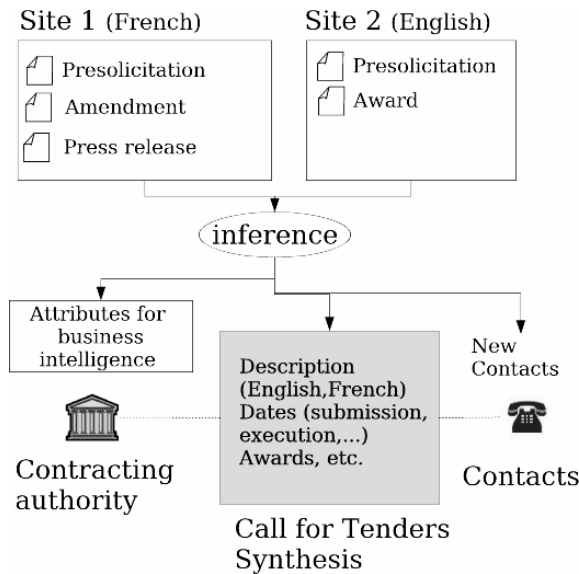 Site 1 (French)
Presolicitation
Amendment
Press release
Site 2 (English)
Presolicitation
Award
inference
Attributes for
business
intelligence
Description
(English,French)
Dates (submission,
execution,...)
Awards, etc.
New
Contacts
Contracting
authority
Call for Tenders
Synthesis
Contacts